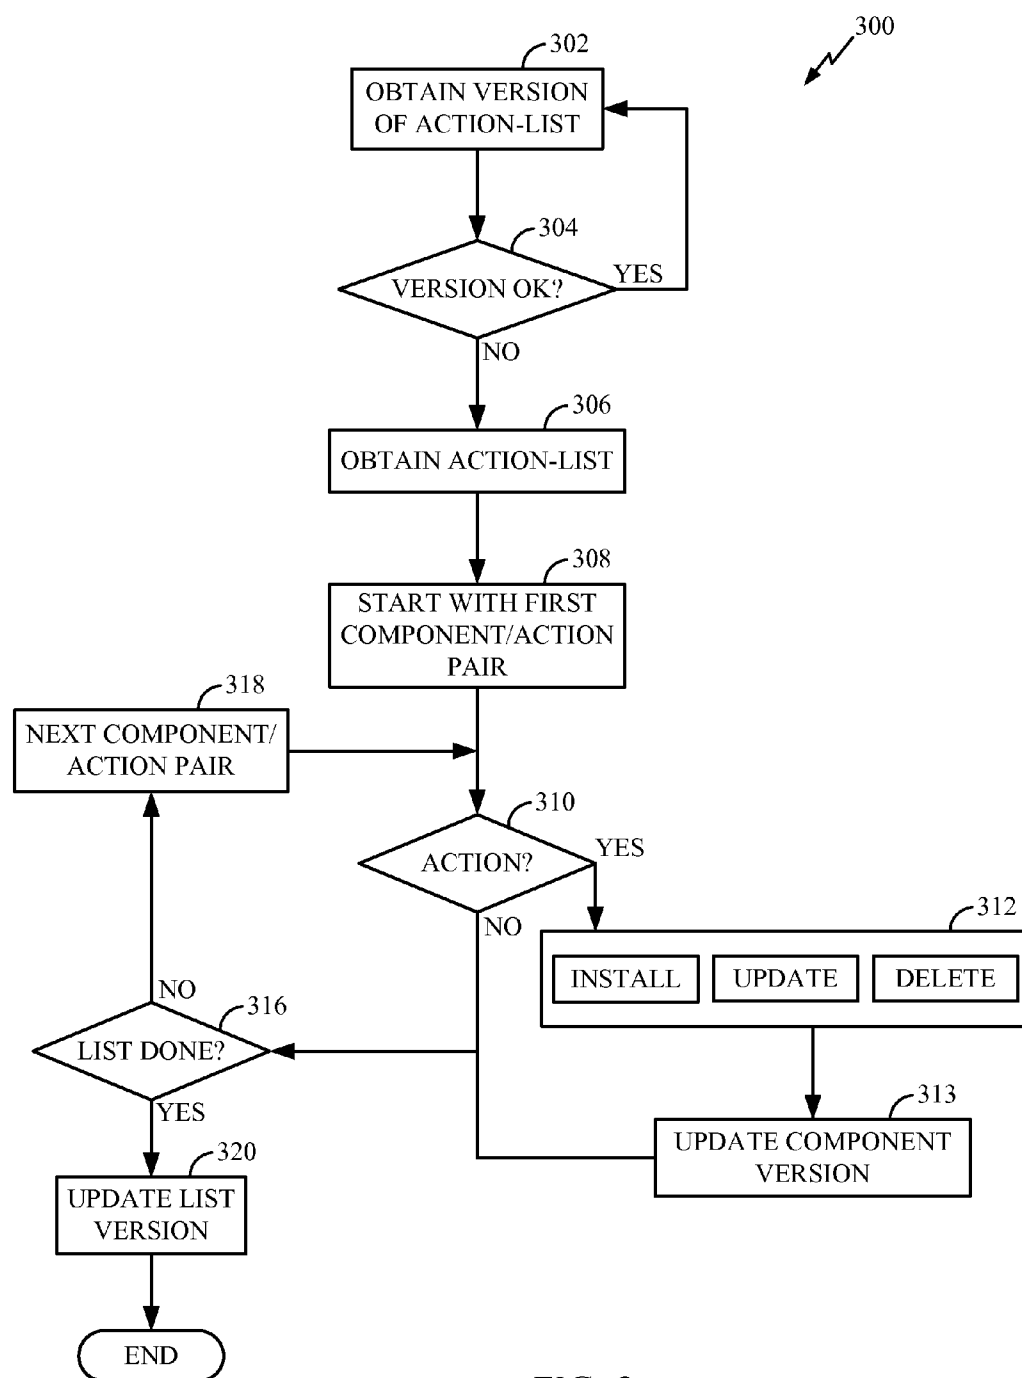 300
302
OBTAIN VERSION
OF ACTION-LIST
304
VERSION OK?
YES
NO
306
OBTAIN ACTION-LIST
308
START WITH FIRST
COMPONENT/ACTION
PAIR
318
NEXT COMPONENT/
ACTION PAIR
310
ACTION?
YES
NO
312
INSTALL
UPDATE
DELETE
NO
316
LIST DONE?
YES
313
UPDATE COMPONENT
VERSION
320
UPDATE LIST
VERSION
END